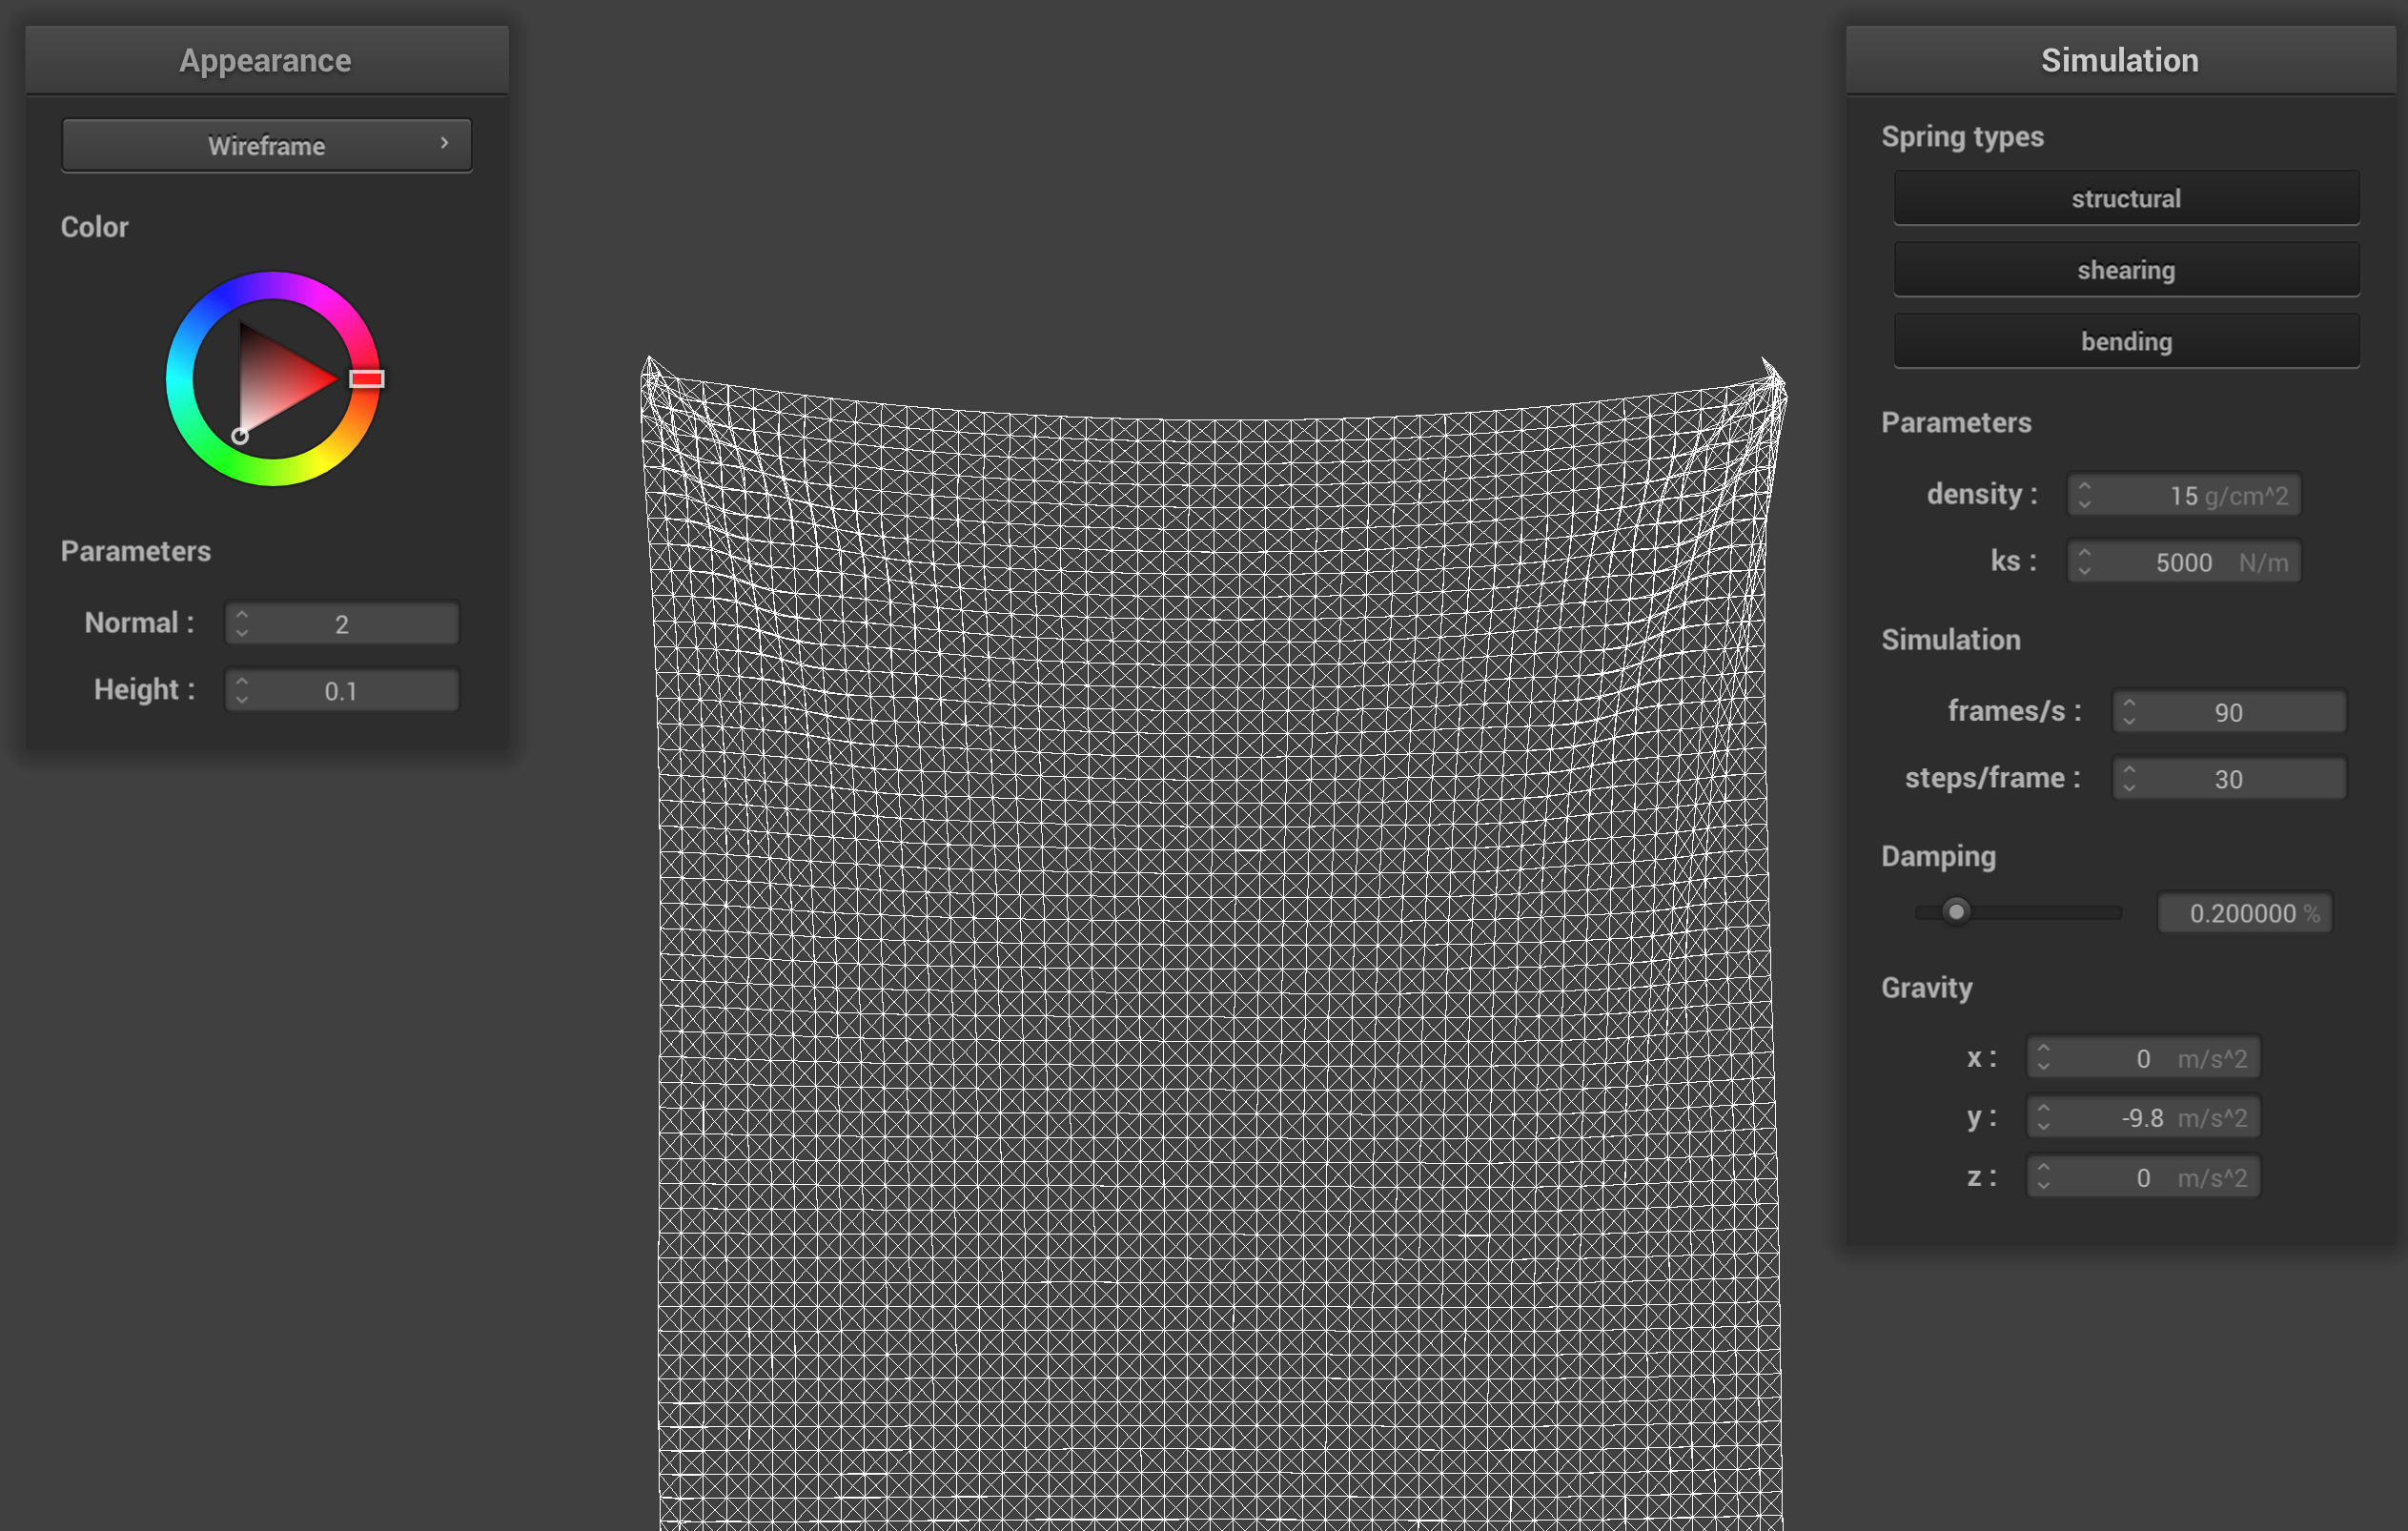 Appearance
Wireframe
Color
Parameters
Normal : 2
Height : 0.1
Simulation
Spring types
structural
shearing
bending
Parameters
density : 15 g/cm^2
ks : 5000 N/m
Simulation
frames/s : 90
steps/frame : 30
Damping
0.200000 %
Gravity
x : 0 m/s^2
y : -9.8 m/s^2
z : 0 m/s^2